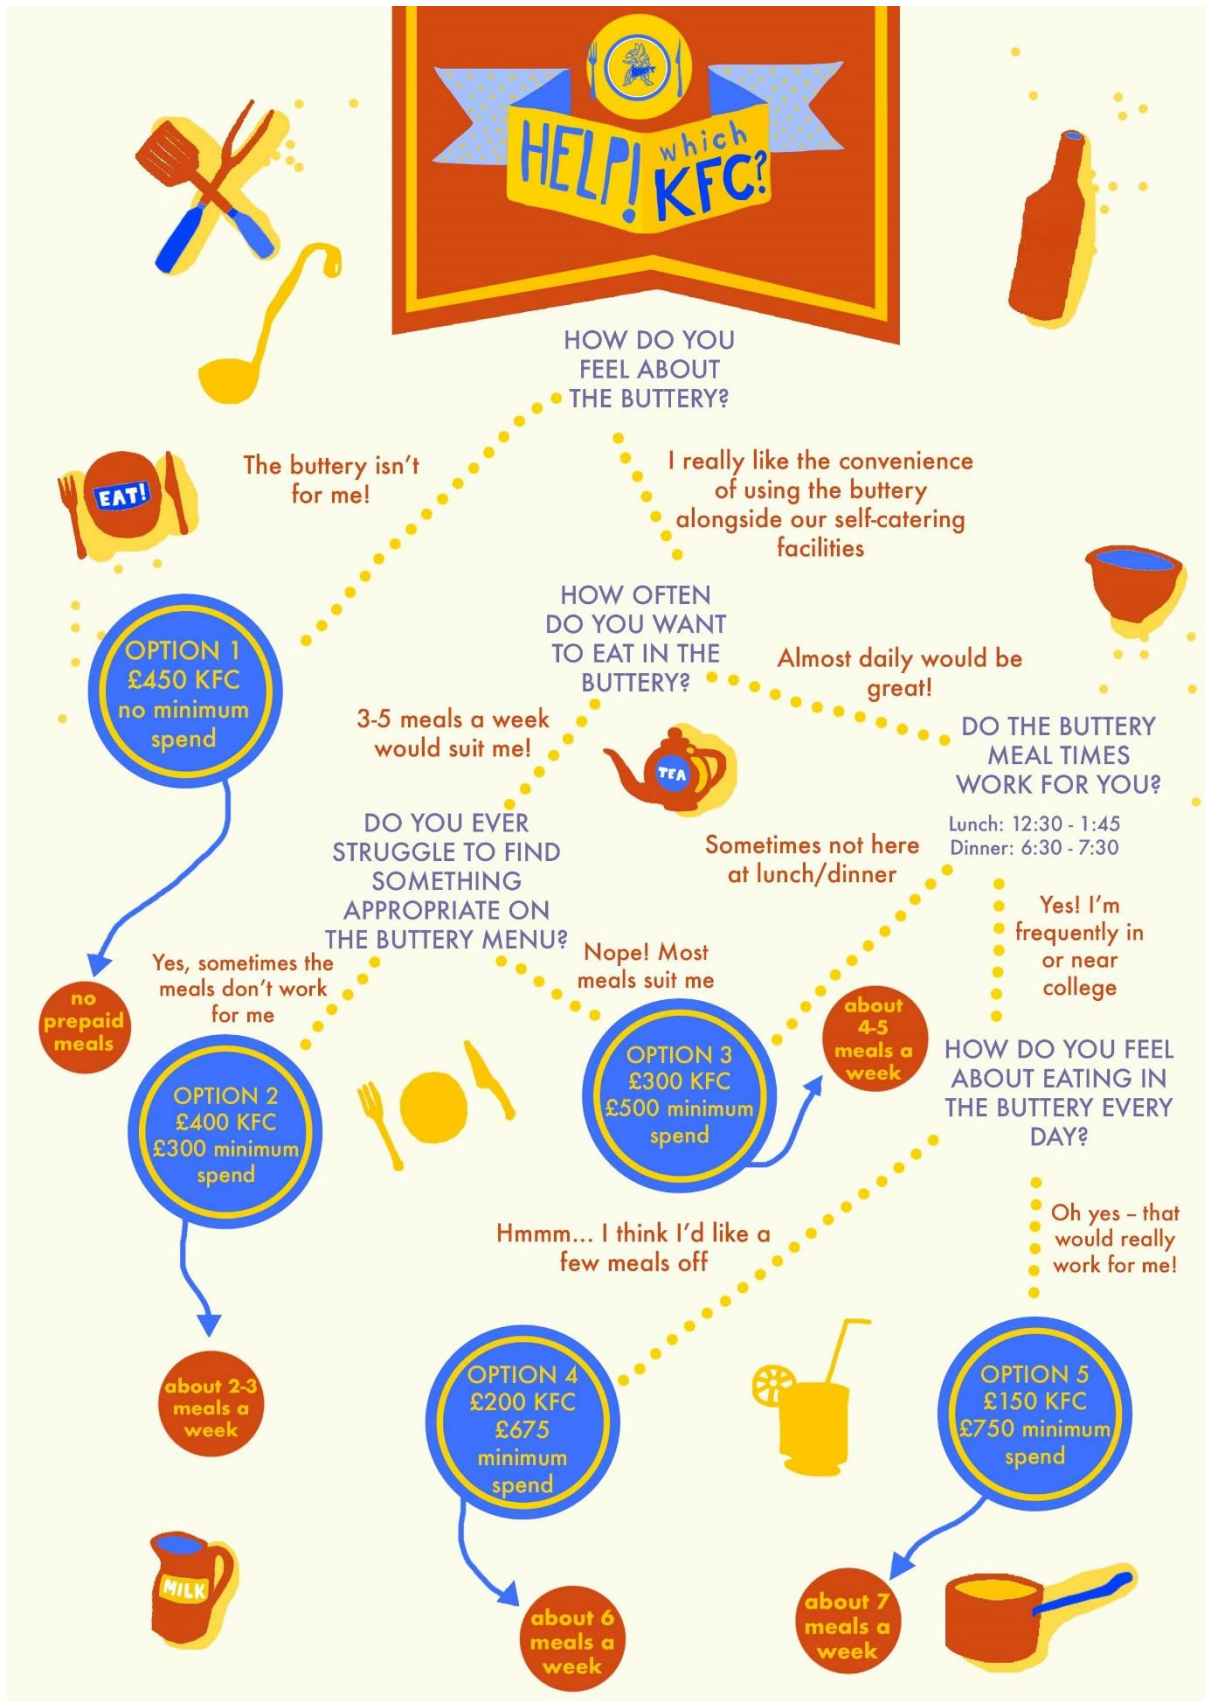 HELP! which
KFC?
HOW DO YOU
FEEL ABOUT
THE BUTTERY?
The buttery isn't
for me!
I really like the convenience
of using the buttery
alongside our self-catering
facilities
EAT!
HOW OFTEN
DO YOU WANT
TO EAT IN THE
BUTTERY?
OPTION 1
£450 KFC
no minimum
spend
Almost daily would be
great!
3-5 meals a week
would suit me!
TEA
DO THE BUTTERY
MEAL TIMES
WORK FOR YOU?
Lunch: 12:30 - 1:45
Dinner: 6:30 - 7:30
DO YOU EVER
STRUGGLE TO FIND
SOMETHING
APPROPRIATE ON
THE BUTTERY MENU?
Sometimes not here
at lunch/dinner
Yes! I'm
frequently in
or near
college
Yes, sometimes the
meals don't work
for me
Nope! Most
meals suit me
no
prepaid
meals
OPTION 2
£400 KFC
£300 minimum
spend
OPTION 3
£300 KFC
£500 minimum
spend
about
4-5
meals a
week
HOW DO YOU FEEL
ABOUT EATING IN
THE BUTTERY EVERY
DAY?
Hmmm... I think I'd like a
few meals off
Oh yes – that
would really
work for me!
about 2-3
meals a
week
OPTION 4
£200 KFC
£675
minimum
spend
OPTION 5
£150 KFC
£750 minimum
spend
MILK
about 6
meals a
week
about 7
meals a
week